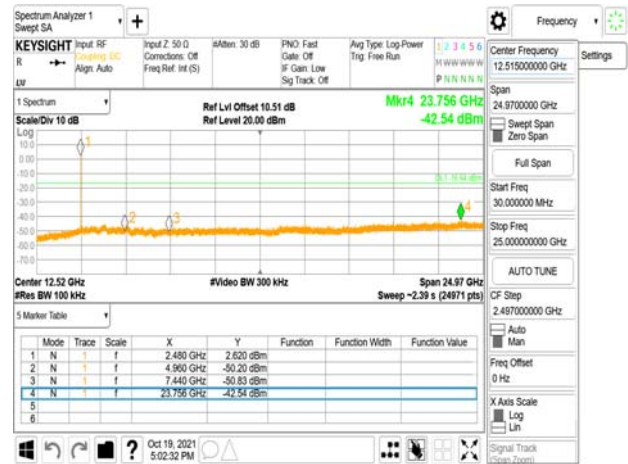 Spectrum Analyzer 1
Swept SA
Frequency
KEYSIGHT
Input: RF
Coupling: DC
Align: Auto
Input Z: 50 Ω
Corrections: Off
Freq Ref: Int (S)
#Atten: 30 dB
PNO: Fast
Gate: Off
IF Gain: Low
Sig Track: Off
Avg Type: Log-Power
Trig: Free Run
1 2 3 4 5 6
M W W W W W
P N N N N N
R
LXI
Center Frequency
12.515000000 GHz
Settings
Span
24.9700000 GHz
Swept Span
Zero Span
Full Span
Start Freq
30.000000 MHz
Stop Freq
25.000000000 GHz
AUTO TUNE
CF Step
2.497000000 GHz
Auto
Man
Freq Offset
0 Hz
X Axis Scale
Log
Lin
Signal Track
(Span Zoom)
1 Spectrum
Scale/Div 10 dB
Ref Lvl Offset 10.51 dB
Ref Level 20.00 dBm
Mkr4 23.756 GHz
-42.54 dBm
Log
10.0
0.00
-10.0
-20.0
-30.0
-40.0
-50.0
-60.0
-70.0
1
2
3
4
Center 12.52 GHz
#Res BW 100 kHz
#Video BW 300 kHz
Span 24.97 GHz
Sweep ~2.39 s (24971 pts)
5 Marker Table
Mode Trace Scale X Y Function Function Width Function Value
1 N 1 f 2.480 GHz 2.620 dBm
2 N 1 f 4.960 GHz -50.20 dBm
3 N 1 f 7.440 GHz -50.83 dBm
4 N 1 f 23.756 GHz -42.54 dBm
5
6
?
Oct 19, 2021
5:02:32 PM